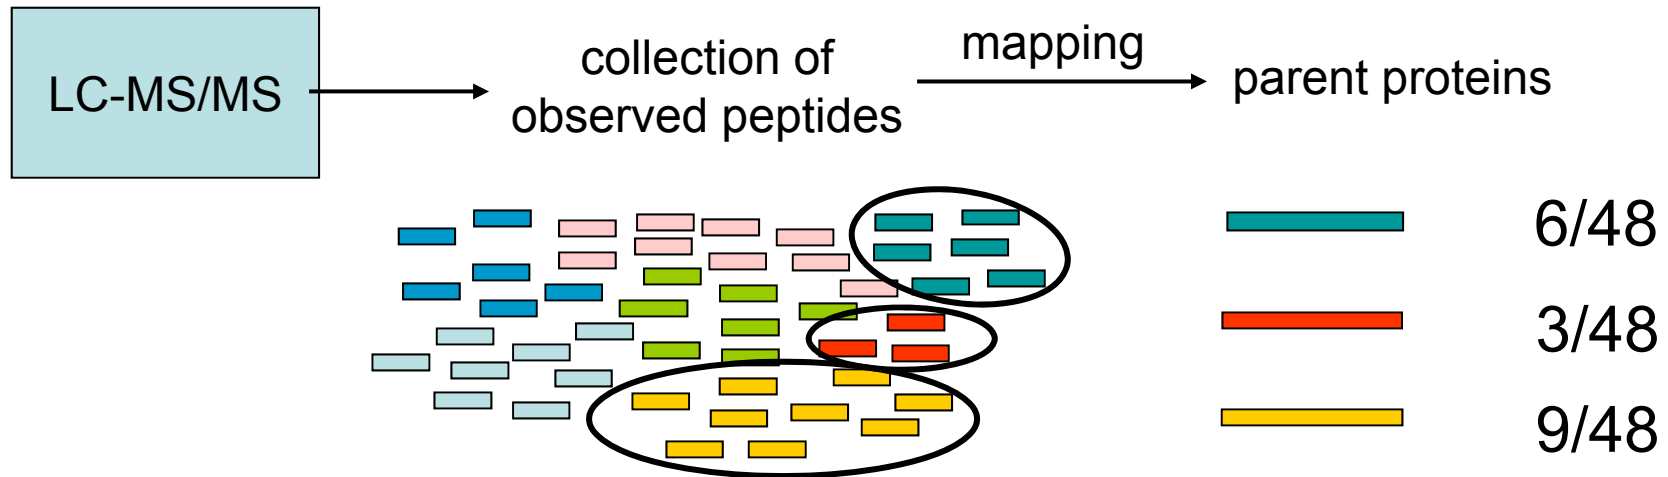 LC-MS/MS
collection of
observed peptides
mapping
parent proteins
6/48
3/48
9/48